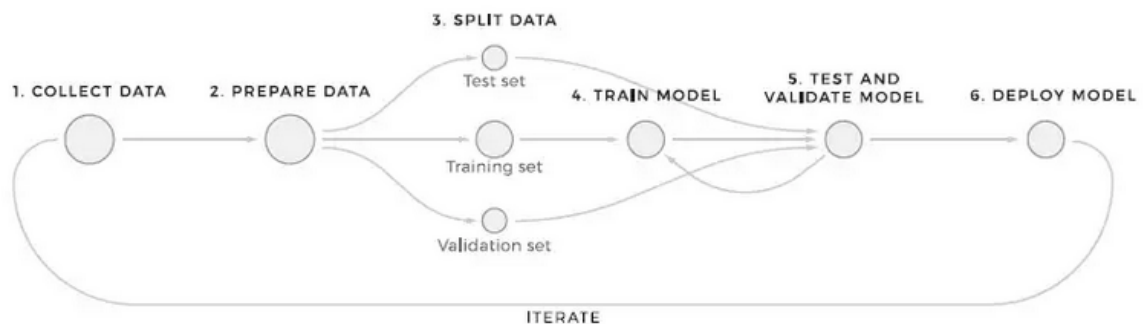 3. SPLIT DATA
Test set
1. COLLECT DATA
2. PREPARE DATA
4. TRAIN MODEL
5. TEST AND
VALIDATE MODEL
6. DEPLOY MODEL
Training set
Validation set
ITERATE